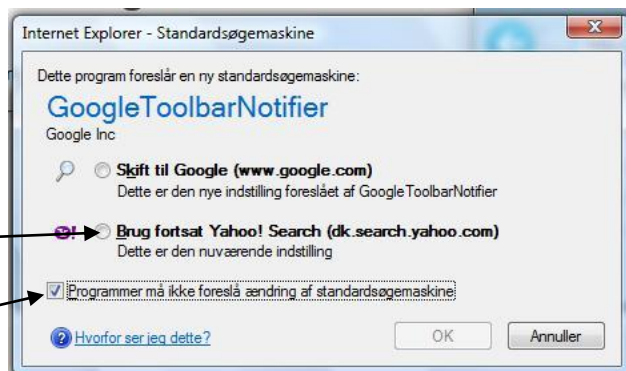 Internet Explorer - Standardsøgemaskine
Dette program foreslår en ny standardsøgemaskine:
GoogleToolbarNotifier
Google Inc
Skift til Google (www.google.com)
Dette er den nye indstilling foreslået af GoogleToolbarNotifier
Y! Brug fortsat Yahoo! Search (dk.search.yahoo.com)
Dette er den nuværende indstilling
Programmer må ikke foreslå ændring af standardsøgemaskine
Hvorfor ser jeg dette?
OK
Annuller